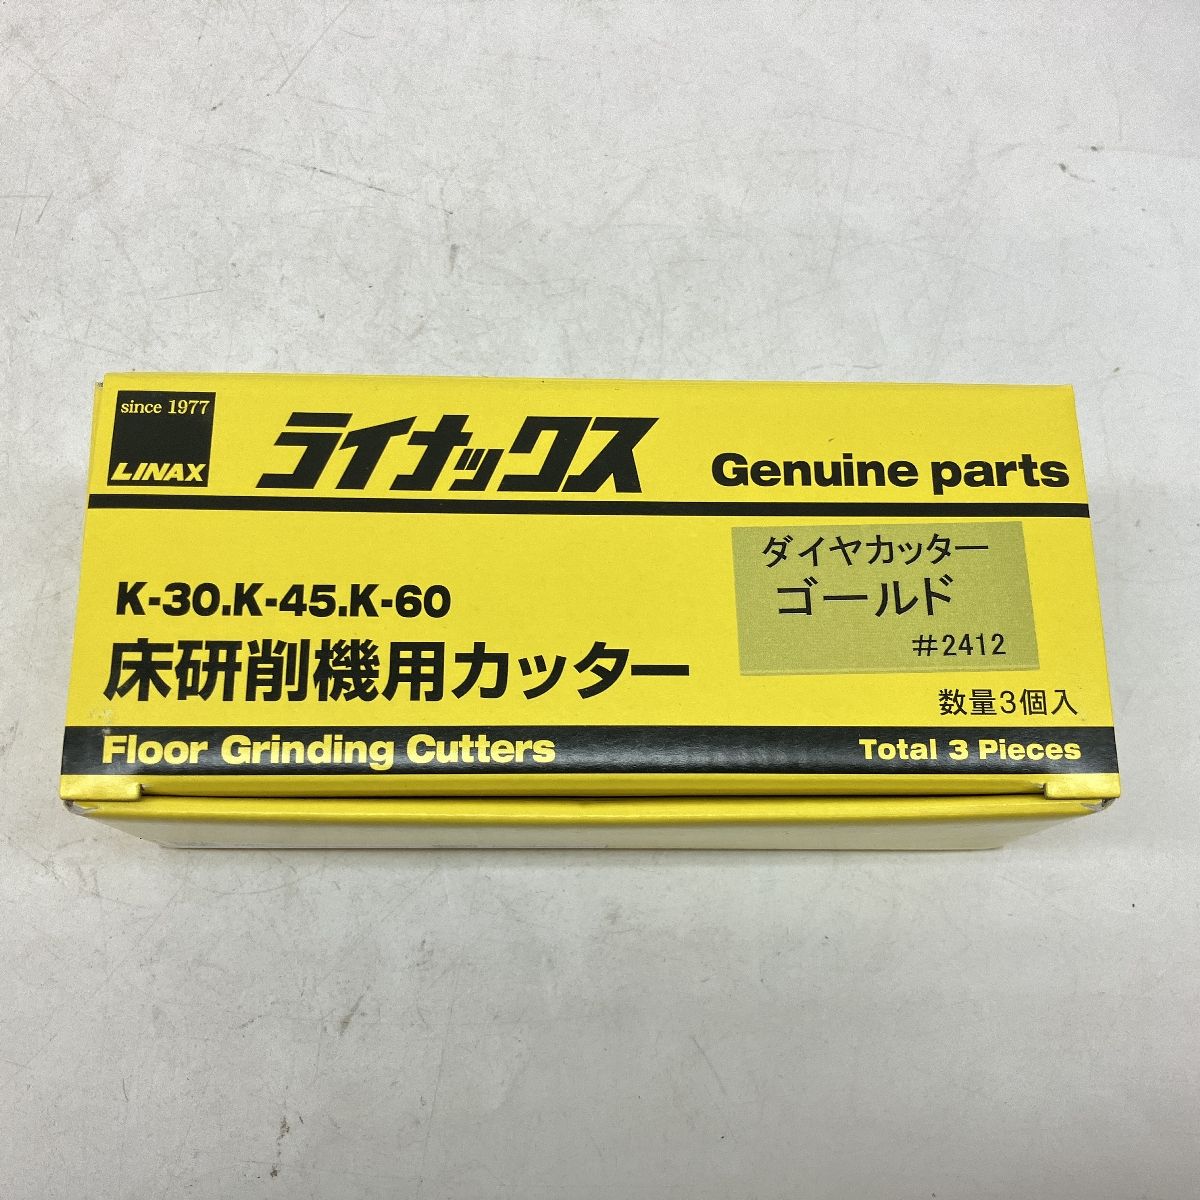 since 1977
LINAX
ライナックス
Genuine parts
K-30.K-45.K-60
床研削機用カッター
ダイヤカッター
ゴールド
#2412
数量3個入
Floor Grinding Cutters
Total 3 Pieces